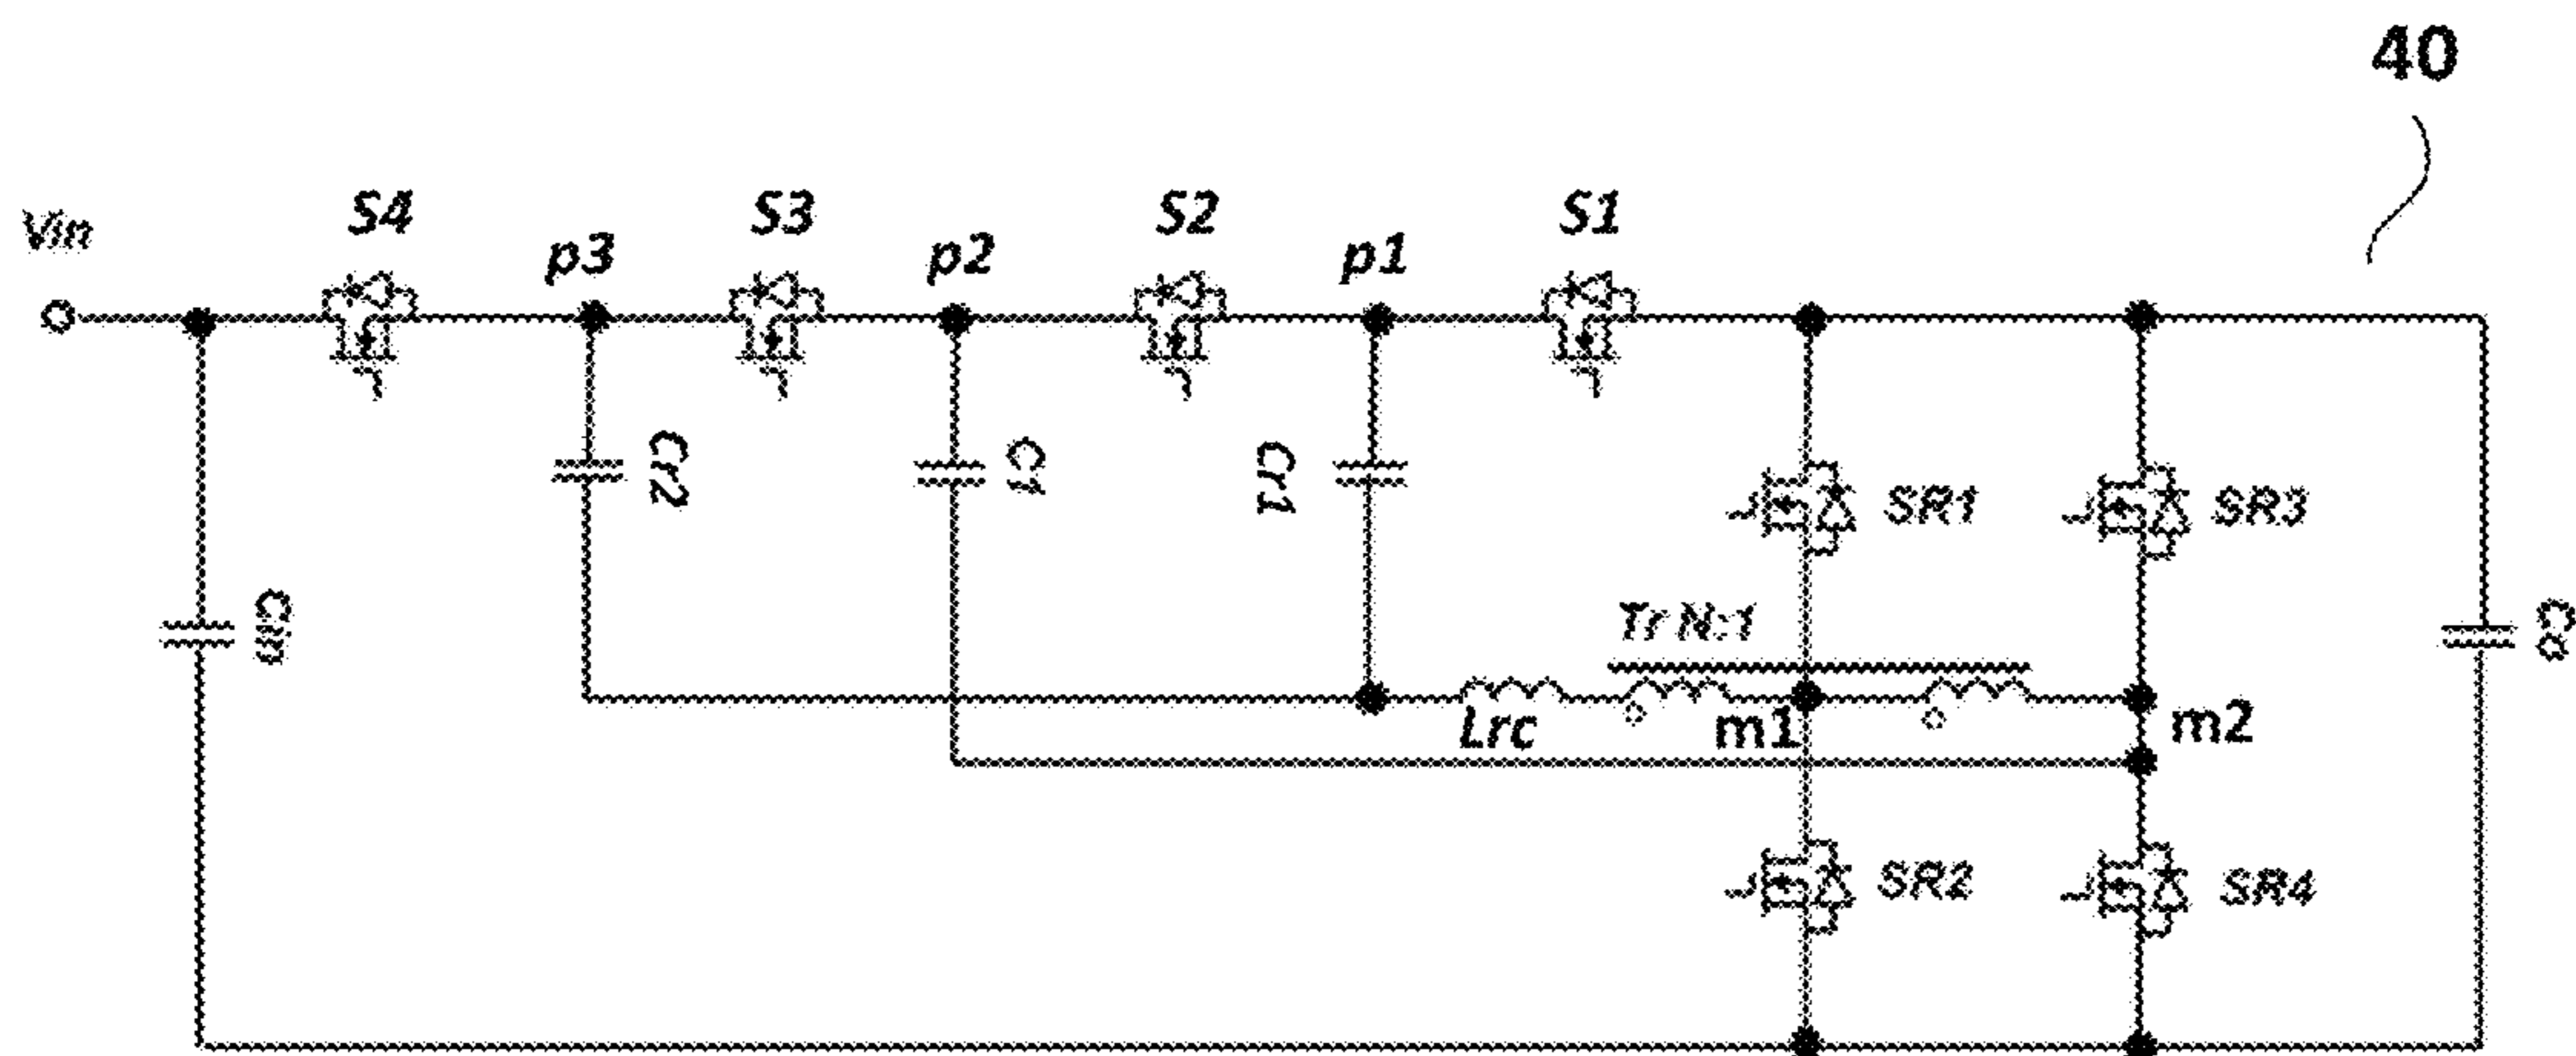 40
Vin
S4
S3
S2
S1
p3
p2
p1
Cr2
C1
Cr1
SR1
SR3
Cin
Tr N:1
Co
Lrc
m1
m2
SR2
SR4